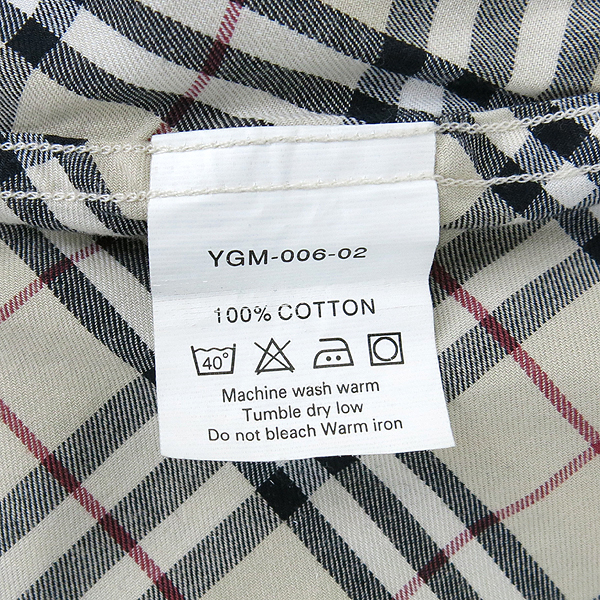 YGM-006-02
100% COTTON
40°
Machine wash warm
Tumble dry low
Do not bleach Warm iron